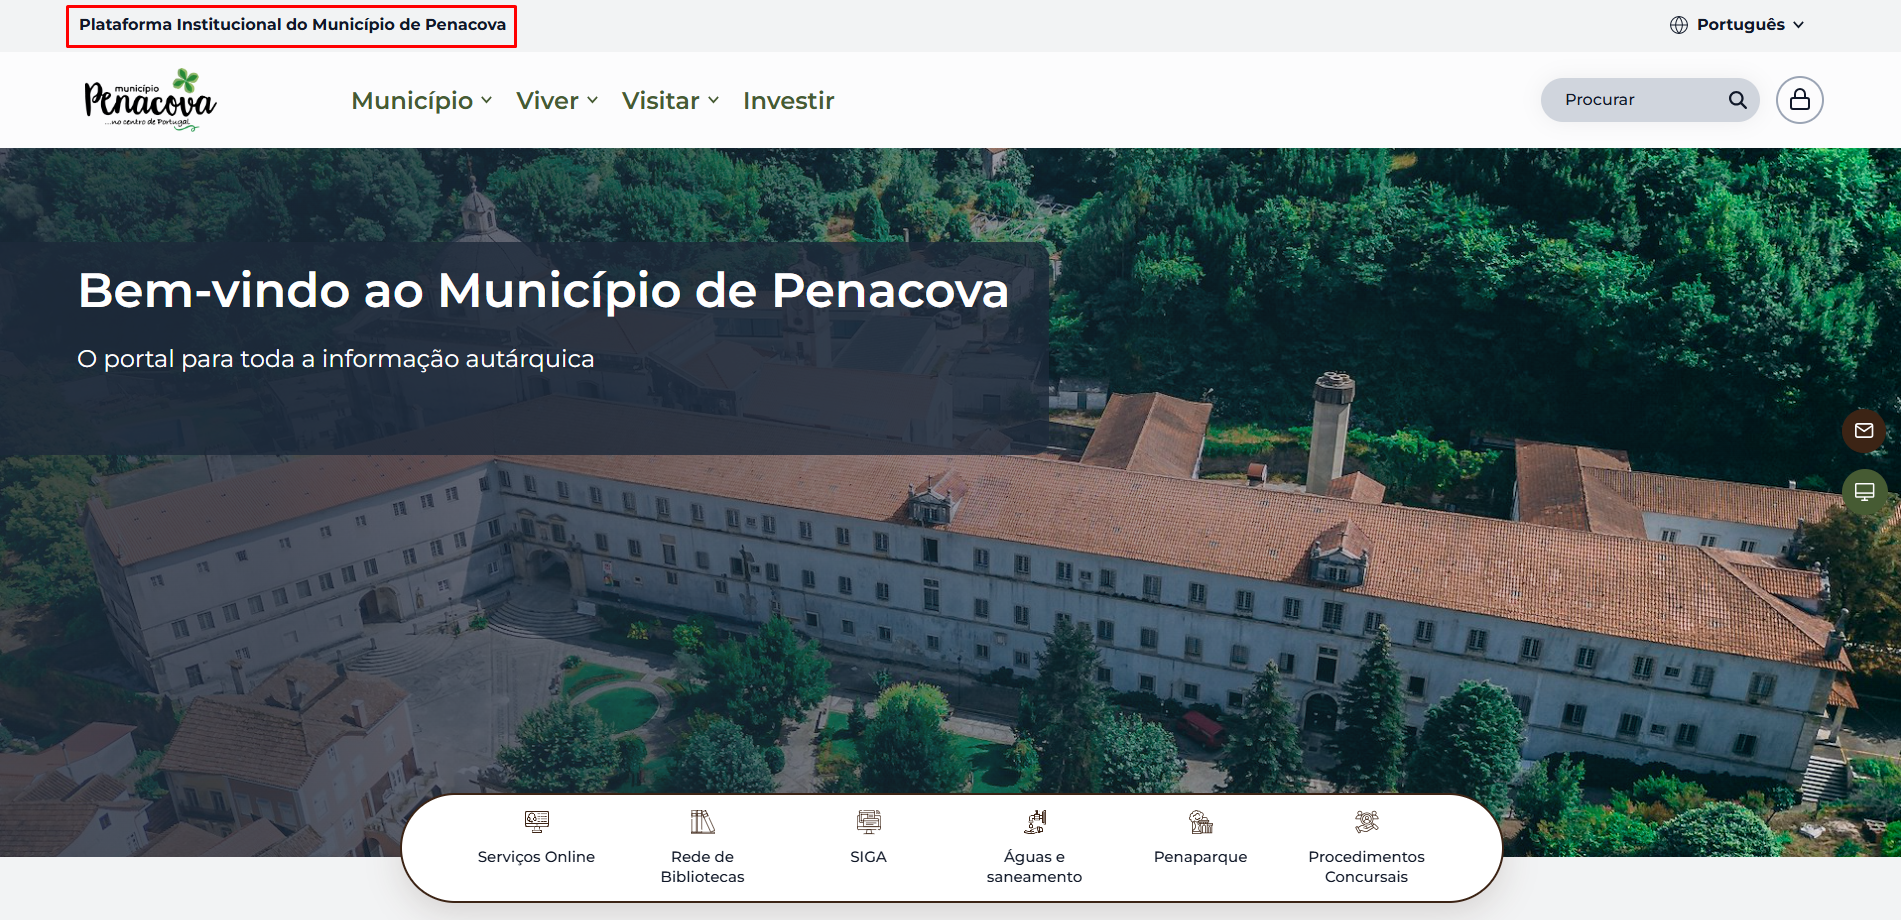 Plataforma Institucional do Município de Penacova
Português
município
Penacova
...no centro de Portugal
Município
Viver
Visitar
Investir
Procurar
Bem-vindo ao Município de Penacova
O portal para toda a informação autárquica
Serviços Online
Rede de
Bibliotecas
SIGA
Águas e
saneamento
Penaparque
Procedimentos
Concursais